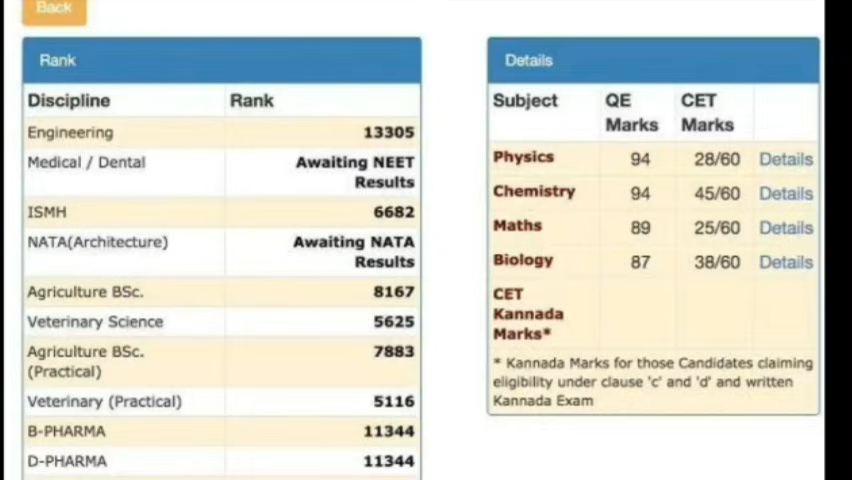 Back
Rank
Discipline Rank
Engineering 13305
Medical / Dental Awaiting NEET
Results
ISMH 6682
NATA(Architecture) Awaiting NATA
Results
Agriculture BSc. 8167
Veterinary Science 5625
Agriculture BSc. 7883
(Practical)
Veterinary (Practical) 5116
B-PHARMA 11344
D-PHARMA 11344
Details
Subject QE CET
Marks Marks
Physics 94 28/60 Details
Chemistry 94 45/60 Details
Maths 89 25/60 Details
Biology 87 38/60 Details
CET
Kannada
Marks*
* Kannada Marks for those Candidates claiming
eligibility under clause 'c' and 'd' and written
Kannada Exam